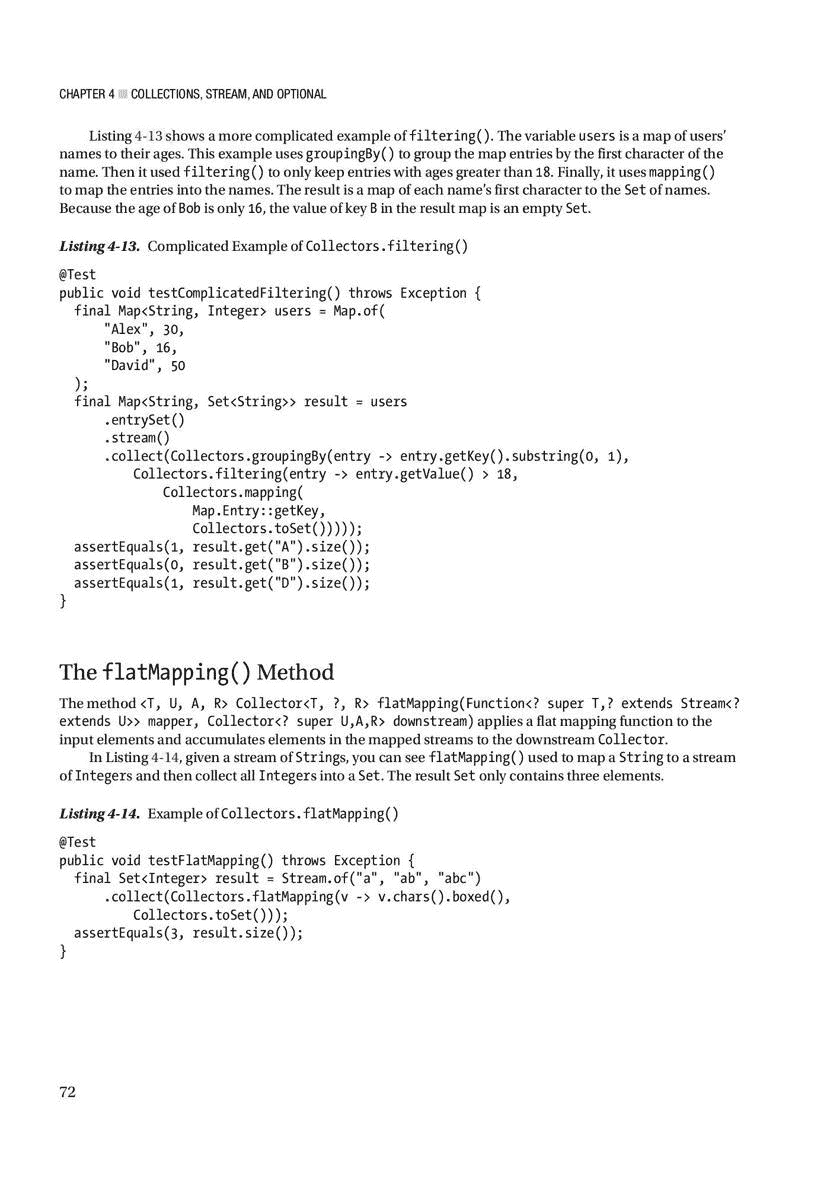 CHAPTER 4 ■ COLLECTIONS, STREAM, AND OPTIONAL
Listing 4-13 shows a more complicated example of filtering(). The variable users is a map of users’
names to their ages. This example uses groupingBy() to group the map entries by the first character of the
name. Then it used filtering() to only keep entries with ages greater than 18. Finally, it uses mapping()
to map the entries into the names. The result is a map of each name’s first character to the Set of names.
Because the age of Bob is only 16, the value of key B in the result map is an empty Set.
Listing 4-13. Complicated Example of Collectors.filtering()
@Test
public void testComplicatedFiltering() throws Exception {
  final Map<String, Integer> users = Map.of(
      "Alex", 30,
      "Bob", 16,
      "David", 50
  );
  final Map<String, Set<String>> result = users
      .entrySet()
      .stream()
      .collect(Collectors.groupingBy(entry -> entry.getKey().substring(0, 1),
          Collectors.filtering(entry -> entry.getValue() > 18,
              Collectors.mapping(
                  Map.Entry::getKey,
                  Collectors.toSet()))));
  assertEquals(1, result.get("A").size());
  assertEquals(0, result.get("B").size());
  assertEquals(1, result.get("D").size());
}
The flatMapping() Method
The method <T, U, A, R> Collector<T, ?, R> flatMapping(Function<? super T,? extends Stream<?
extends U>> mapper, Collector<? super U,A,R> downstream) applies a flat mapping function to the
input elements and accumulates elements in the mapped streams to the downstream Collector.
In Listing 4-14, given a stream of Strings, you can see flatMapping() used to map a String to a stream
of Integers and then collect all Integers into a Set. The result Set only contains three elements.
Listing 4-14. Example of Collectors.flatMapping()
@Test
public void testFlatMapping() throws Exception {
  final Set<Integer> result = Stream.of("a", "ab", "abc")
      .collect(Collectors.flatMapping(v -> v.chars().boxed(),
          Collectors.toSet()));
  assertEquals(3, result.size());
}
72